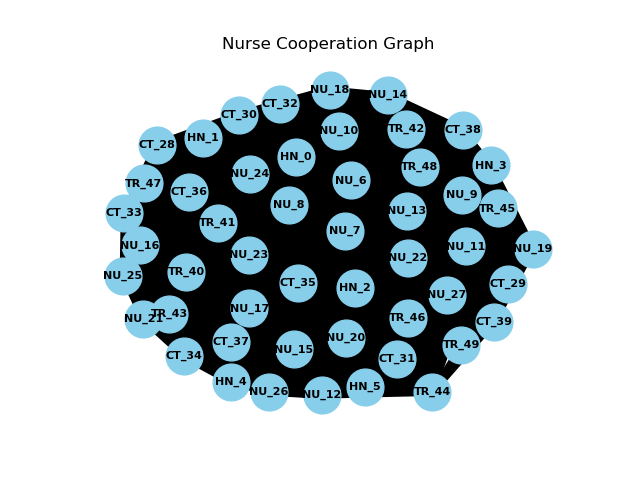 Nurse Cooperation Graph
NU_18
NU_14
CT_32
CT_30
NU_10
TR_42
CT_38
HN_1
CT_28
HN_0
HN_3
TR_48
NU_24
NU_6
TR_47
CT_36
NU_9
NU_8
TR_45
NU_13
CT_33
TR_41
NU_7
NU_16
NU_11
NU_19
NU_23
NU_22
TR_40
NU_25
CT_35
CT_29
HN_2
NU_27
NU_17
TR_43
NU_21
TR_46
CT_39
CT_37
NU_20
TR_49
NU_15
CT_34
CT_31
HN_4
HN_5
NU_26
TR_44
NU_12